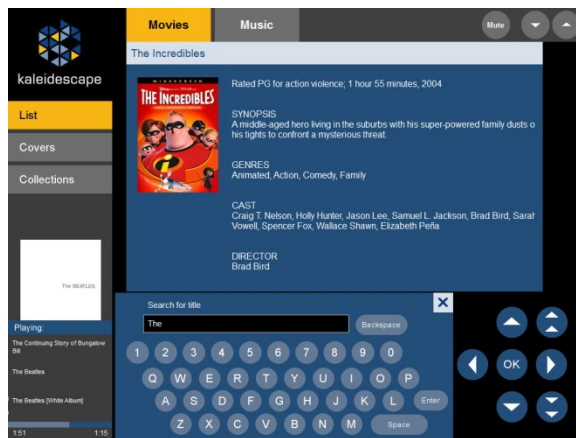 Movies
Music
Mute
kaleidescape
The Incredibles
WIDESCREEN
THE INCREDIBLES
Rated PG for action violence; 1 hour 55 minutes, 2004
SYNOPSIS
A middle-aged hero living in the suburbs with his super-powered family dusts o
his tights to confront a mysterious threat.
GENRES
Animated, Action, Comedy, Family
CAST
Craig T. Nelson, Holly Hunter, Jason Lee, Samuel L. Jackson, Brad Bird, Sarah
Vowell, Spencer Fox, Wallace Shawn, Elizabeth Peña
DIRECTOR
Brad Bird
List
Covers
Collections
The BEATLES
Playing:
The Continuing Story of Bungalow
Bill
The Beatles
The Beatles [White Album]
1:51
1:15
Search for title
The
Backspace
1 2 3 4 5 6 7 8 9 0
Q W E R T Y U I O P
A S D F G H J K L Enter
Z X C V B N M Space
OK